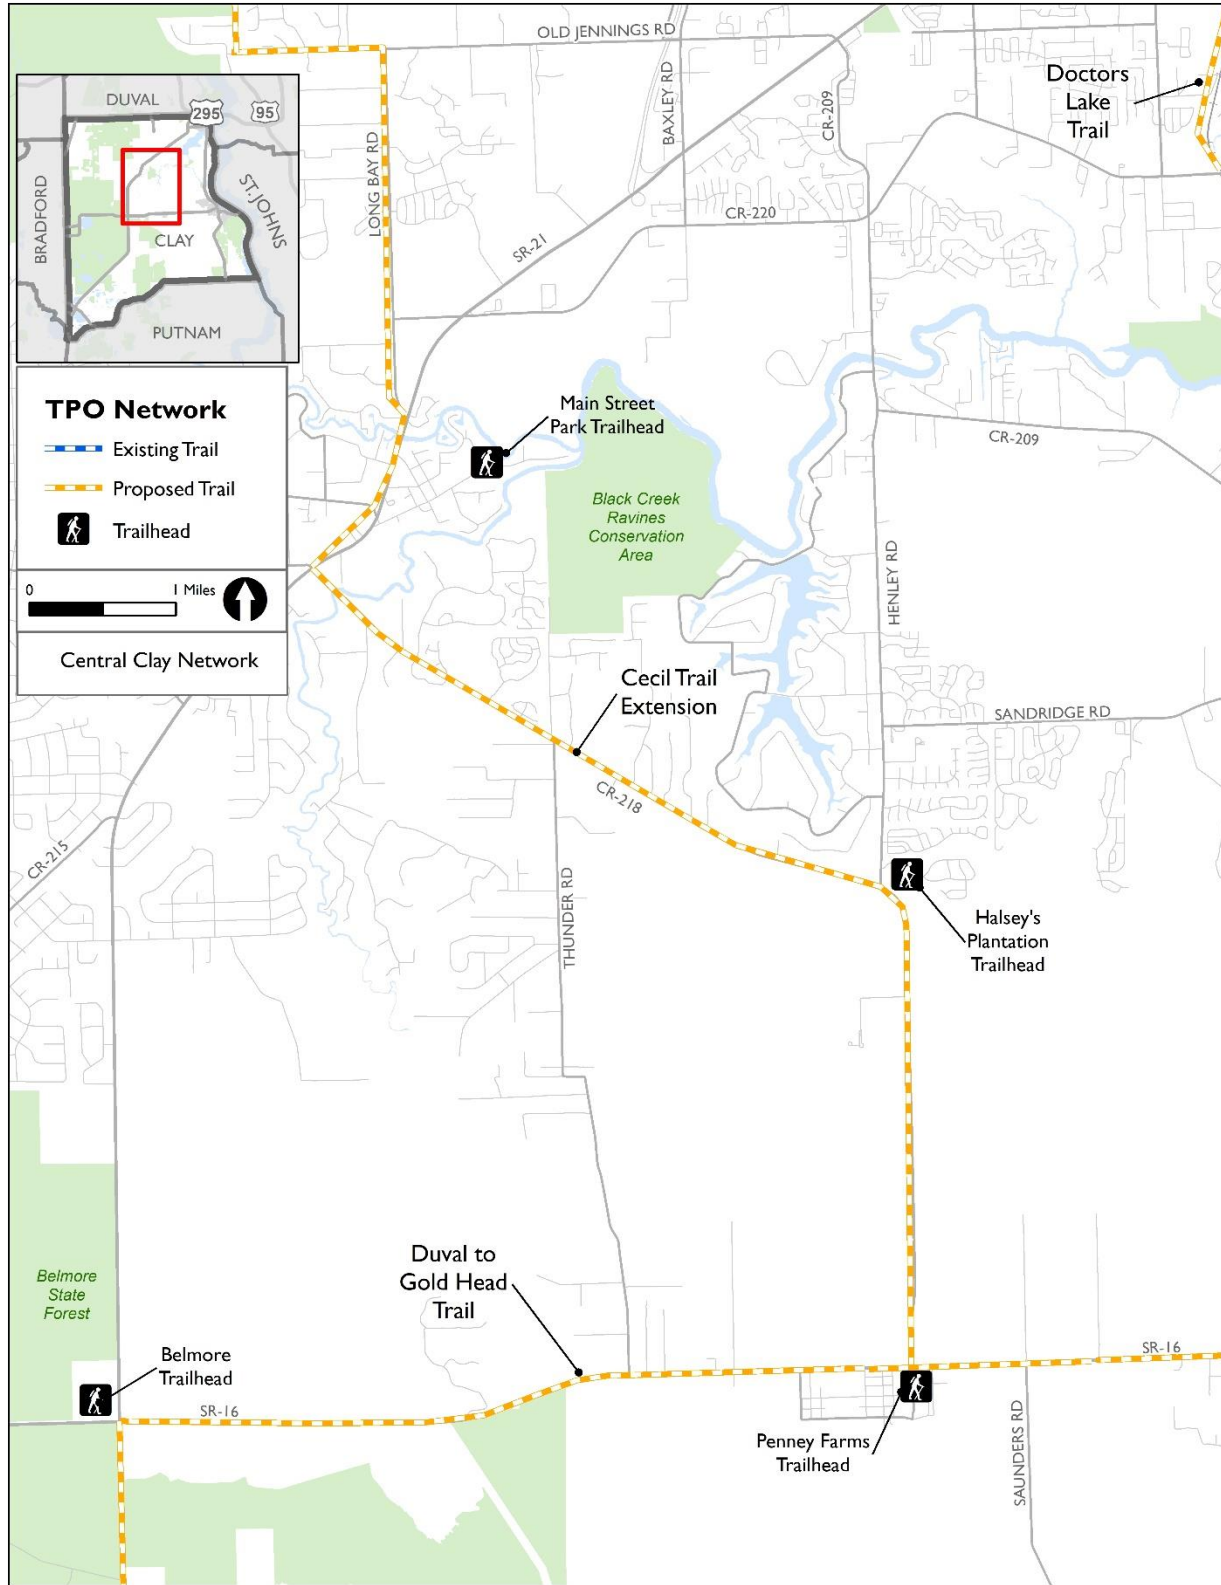 OLD JENNINGS RD
BAXLEY RD
CR-209
Doctors
Lake
Trail
DUVAL
295
95
BRADFORD
CLAY
ST. JOHNS
PUTNAM
LONG BAY RD
SR-21
CR-220
TPO Network
Existing Trail
Proposed Trail
Trailhead
0
1 Miles
Central Clay Network
Main Street
Park Trailhead
CR-209
Black Creek
Ravines
Conservation
Area
HENLEY RD
Cecil Trail
Extension
SANDRIDGE RD
CR-218
CR-215
THUNDER RD
Halsey's
Plantation
Trailhead
Duval to
Gold Head
Trail
Belmore
State
Forest
Belmore
Trailhead
SR-16
SR-16
Penney Farms
Trailhead
SAUNDERS RD